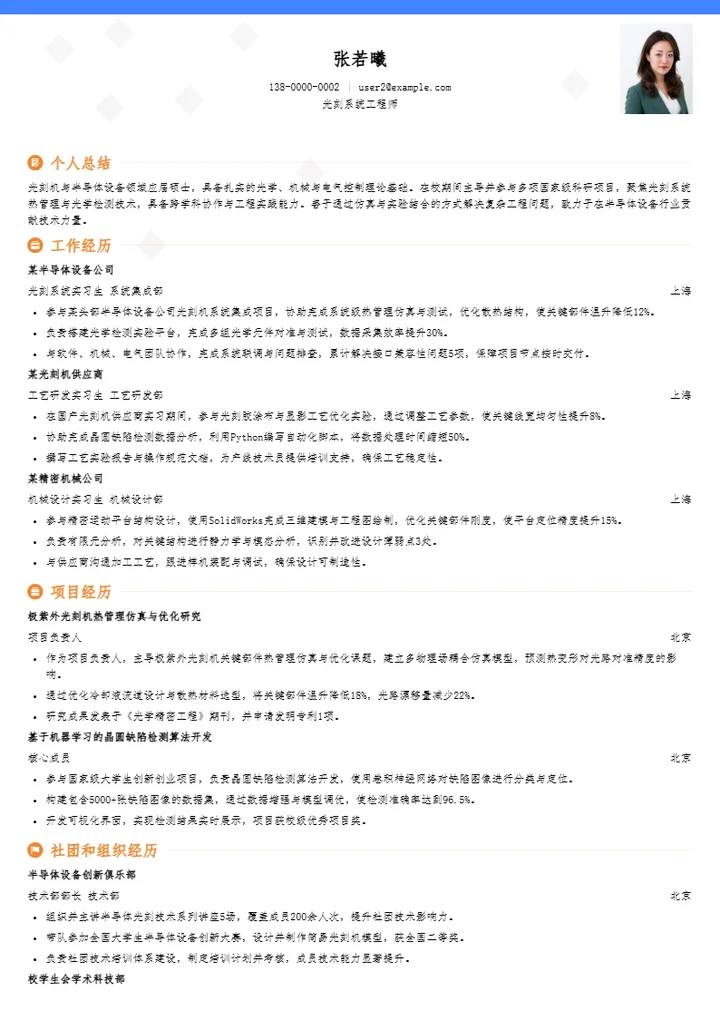 张若曦
138-0000-0002 | user2@example.com
光刻系统工程师
个人总结
光刻机与半导体设备领域应届硕士，具备扎实的光学、机械与电气控制理论基础。在校期间主导并参与多项国家级科研项目，聚焦光刻系统
热管理与光学检测技术，具备跨学科协作与工程实践能力。善于通过仿真与实验结合的方式解决复杂工程问题，致力于在半导体设备行业贡
献技术力量。
工作经历
某半导体设备公司
光刻系统实习生 系统集成部 上海
• 参与某头部半导体设备公司光刻机系统集成项目，协助完成系统级热管理仿真与测试，优化散热结构，使关键部件温升降低12%。
• 负责搭建光学检测实验平台，完成多组光学元件对准与测试，数据采集效率提升30%。
• 与软件、机械、电气团队协作，完成系统联调与问题排查，累计解决接口兼容性问题5项，保障项目节点按时交付。
某光刻机供应商
工艺研发实习生 工艺研发部 上海
• 在国产光刻机供应商实习期间，参与光刻胶涂布与显影工艺优化实验，通过调整工艺参数，使关键线宽均匀性提升8%。
• 协助完成晶圆缺陷检测数据分析，利用Python编写自动化脚本，将数据处理时间缩短50%。
• 撰写工艺实验报告与操作规范文档，为产线技术员提供培训支持，确保工艺稳定性。
某精密机械公司
机械设计实习生 机械设计部 上海
• 参与精密运动平台结构设计，使用SolidWorks完成三维建模与工程图绘制，优化关键部件刚度，使平台定位精度提升15%。
• 负责有限元分析，对关键结构进行静力学与模态分析，识别并改进设计薄弱点3处。
• 与供应商沟通加工工艺，跟进样机装配与调试，确保设计可制造性。
项目经历
极紫外光刻机热管理仿真与优化研究
项目负责人 北京
• 作为项目负责人，主导极紫外光刻机关键部件热管理仿真与优化课题，建立多物理场耦合仿真模型，预测热变形对光路对准精度的影
响。
• 通过优化冷却液流道设计与散热材料选型，将关键部件温升降低18%，光路漂移量减少22%。
• 研究成果发表于《光学精密工程》期刊，并申请发明专利1项。
基于机器学习的晶圆缺陷检测算法开发
核心成员 北京
• 参与国家级大学生创新创业项目，负责晶圆缺陷检测算法开发，使用卷积神经网络对缺陷图像进行分类与定位。
• 构建包含5000+张缺陷图像的数据集，通过数据增强与模型调优，使检测准确率达到96.5%。
• 开发可视化界面，实现检测结果实时展示，项目获校级优秀项目奖。
社团和组织经历
半导体设备创新俱乐部
技术部部长 技术部 北京
• 组织并主讲半导体光刻技术系列讲座5场，覆盖成员200余人次，提升社团技术影响力。
• 带队参加全国大学生半导体设备创新大赛，设计并制作简易光刻机模型，获全国二等奖。
• 负责社团技术培训体系建设，制定培训计划并考核，成员技术能力显著提升。
校学生会学术科技部